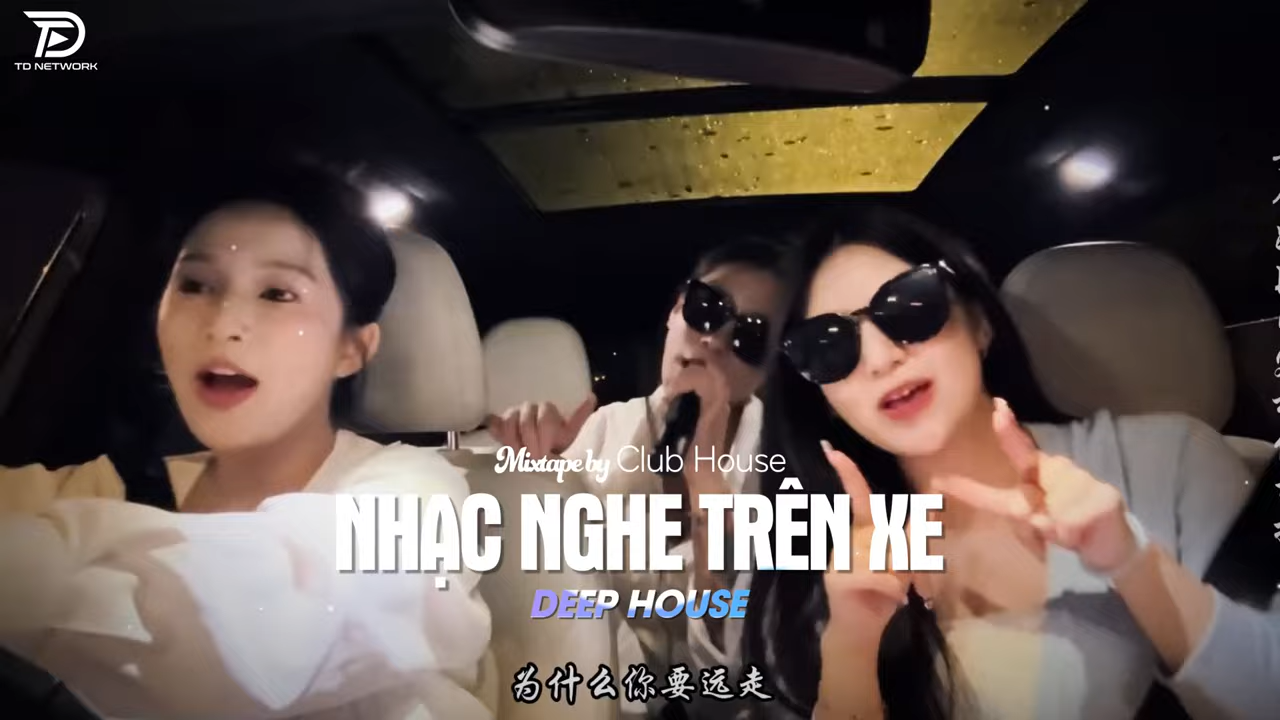 TD NETWORK
Mixtape by Club House
NHẠC NGHE TRÊN XE
DEEP HOUSE
为什么你要远走